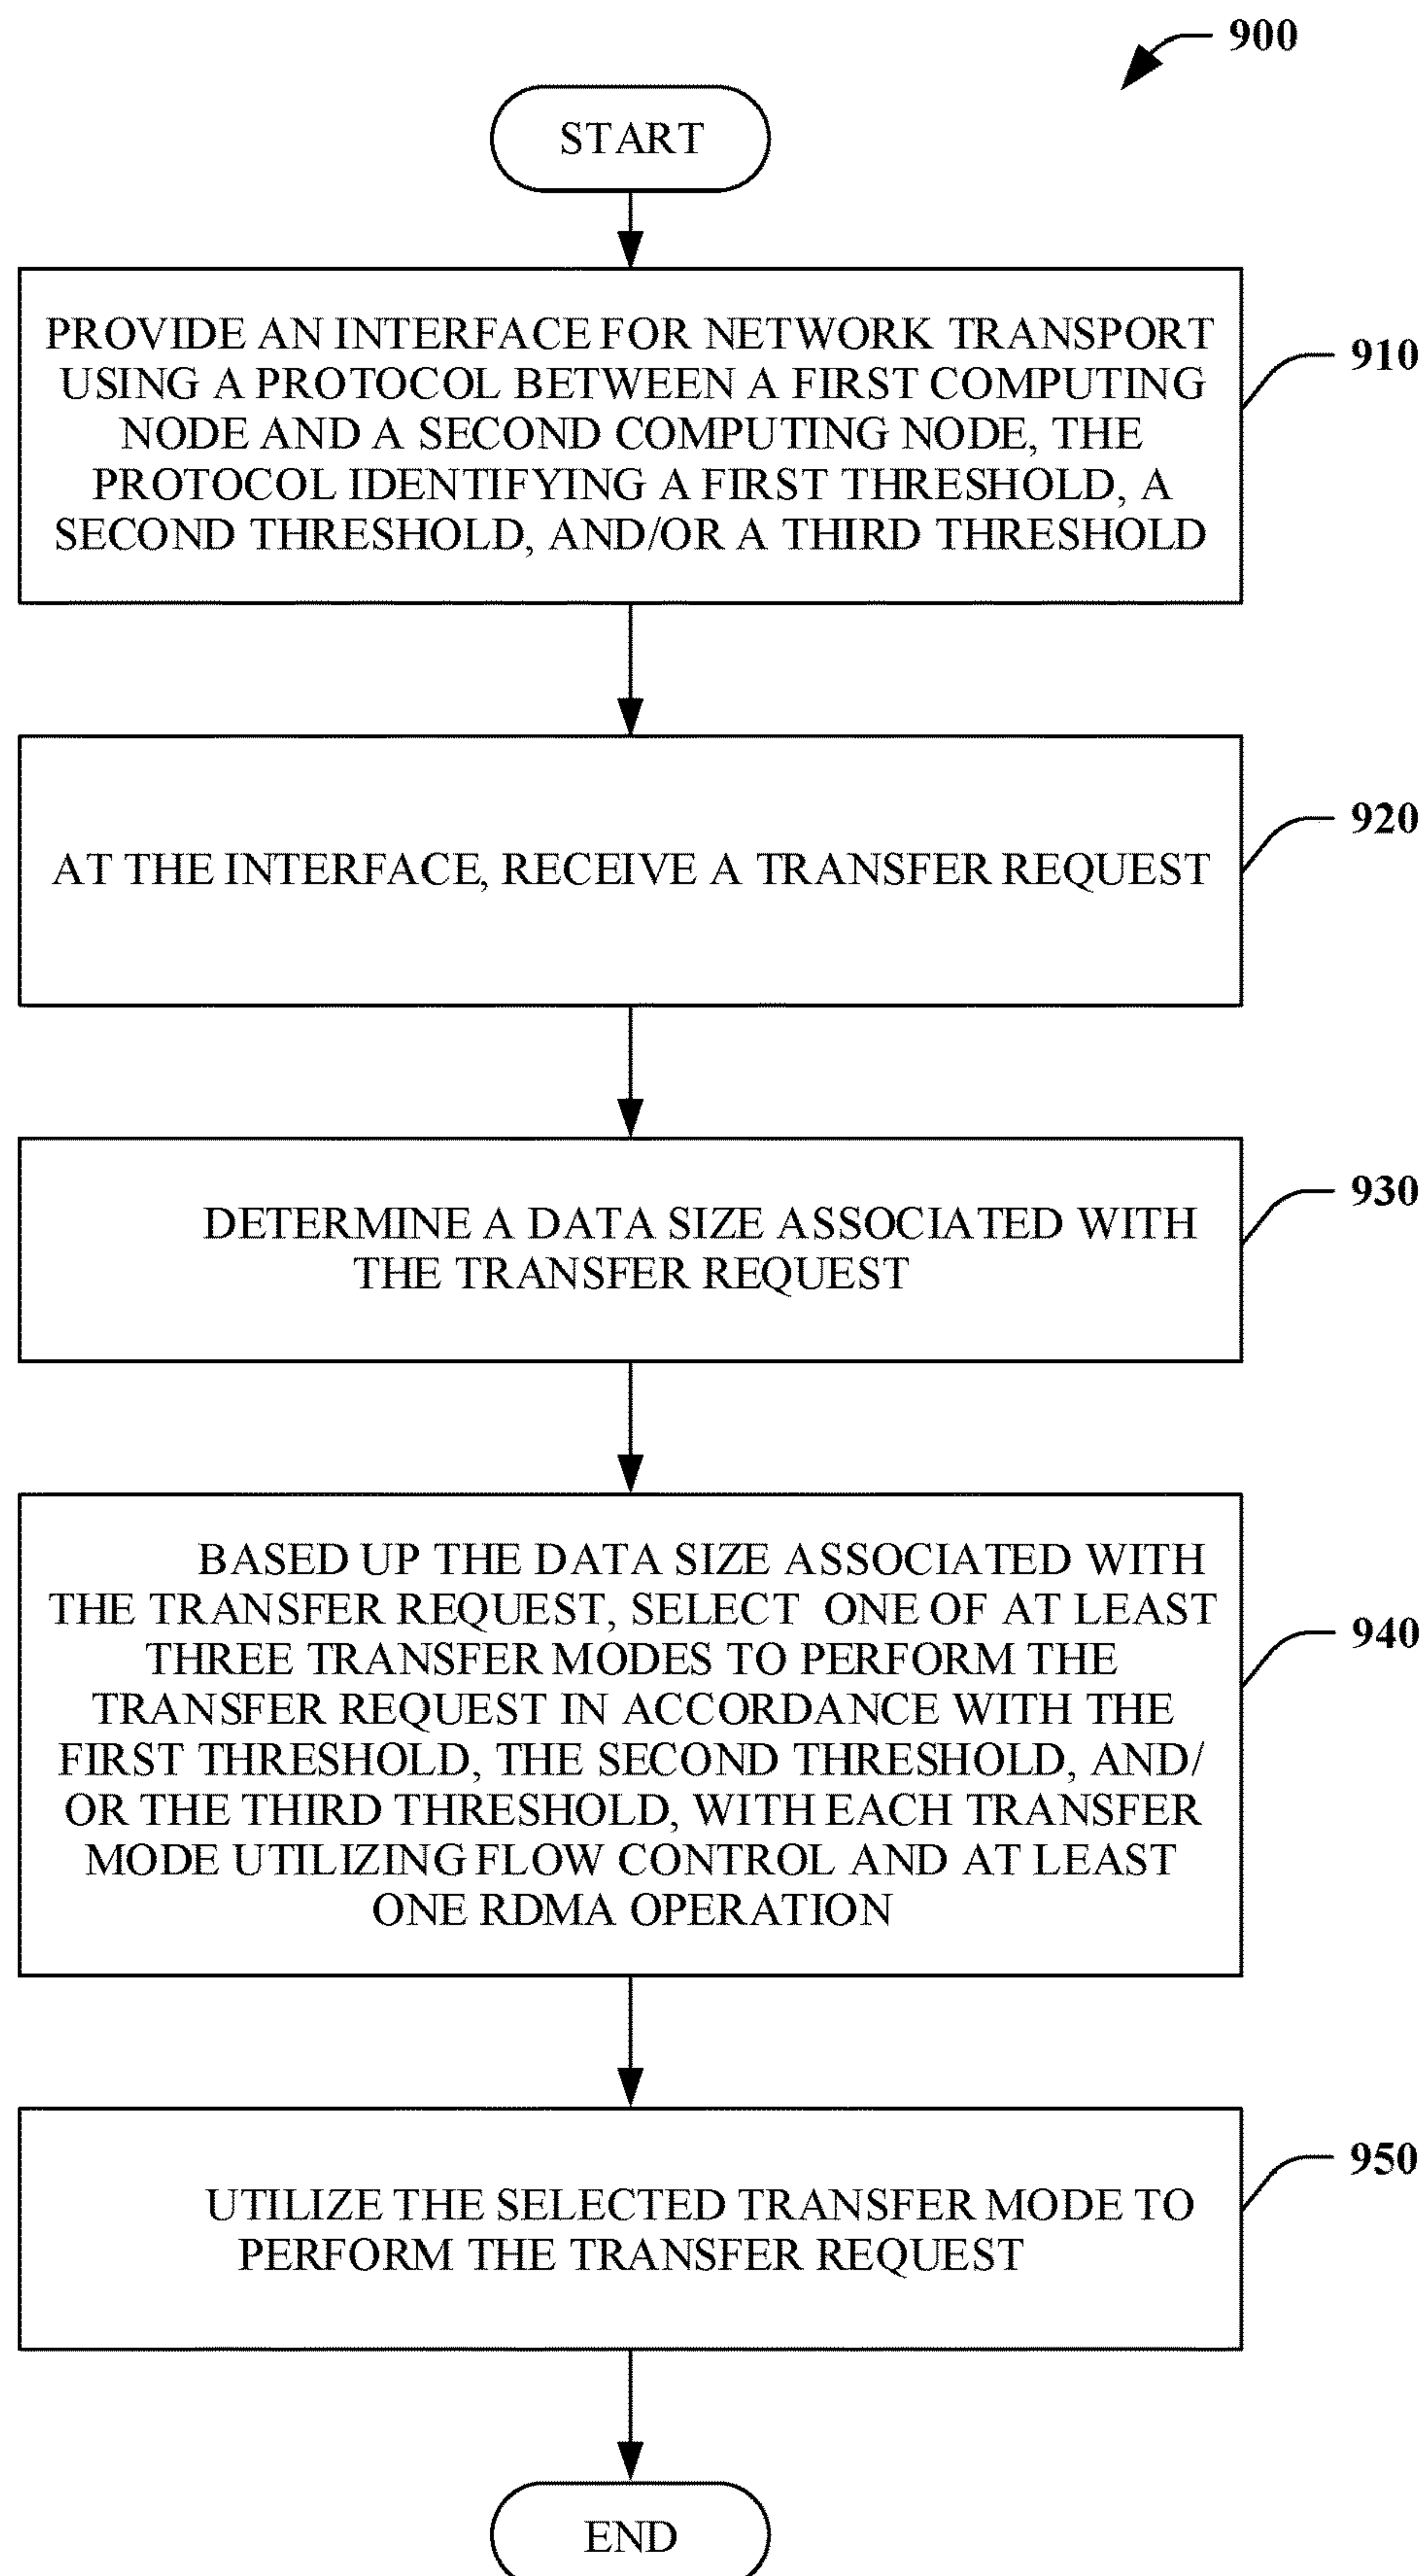 900
START
PROVIDE AN INTERFACE FOR NETWORK TRANSPORT
USING A PROTOCOL BETWEEN A FIRST COMPUTING
NODE AND A SECOND COMPUTING NODE, THE
PROTOCOL IDENTIFYING A FIRST THRESHOLD, A
SECOND THRESHOLD, AND/OR A THIRD THRESHOLD
910
AT THE INTERFACE, RECEIVE A TRANSFER REQUEST
920
DETERMINE A DATA SIZE ASSOCIATED WITH
THE TRANSFER REQUEST
930
BASED UP THE DATA SIZE ASSOCIATED WITH
THE TRANSFER REQUEST, SELECT ONE OF AT LEAST
THREE TRANSFER MODES TO PERFORM THE
TRANSFER REQUEST IN ACCORDANCE WITH THE
FIRST THRESHOLD, THE SECOND THRESHOLD, AND/
OR THE THIRD THRESHOLD, WITH EACH TRANSFER
MODE UTILIZING FLOW CONTROL AND AT LEAST
ONE RDMA OPERATION
940
UTILIZE THE SELECTED TRANSFER MODE TO
PERFORM THE TRANSFER REQUEST
950
END